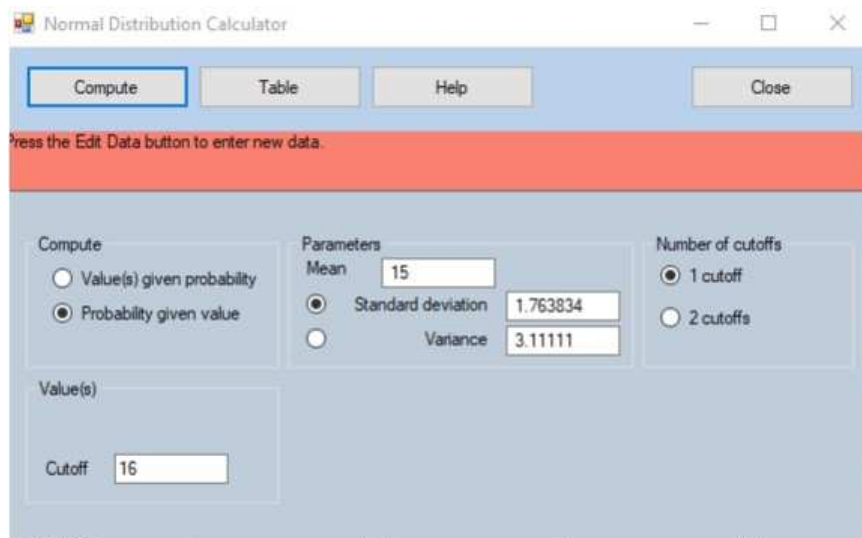 Normal Distribution Calculator
Compute Table Help Close
Press the Edit Data button to enter new data.
Compute
Value(s) given probability
Probability given value
Parameters
Mean 15
Standard deviation 1.763834
Variance 3.11111
Number of cutoffs
1 cutoff
2 cutoffs
Value(s)
Cutoff 16